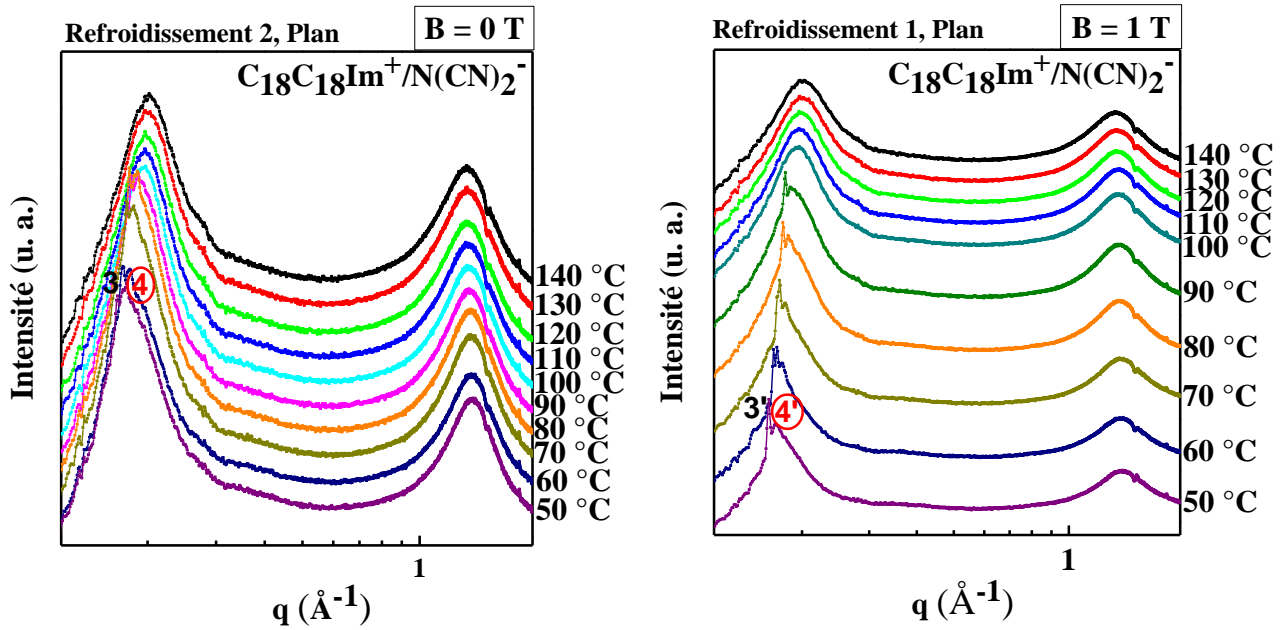 Refroidissement 2, Plan
B = 0 T
C18C18Im+/N(CN)2-
Intensité (u. a.)
3
4
140 °C
130 °C
120 °C
110 °C
100 °C
90 °C
80 °C
70 °C
60 °C
50 °C
1
q (Å-1)
Refroidissement 1, Plan
B = 1 T
C18C18Im+/N(CN)2-
Intensité (u. a.)
3'
4'
140 °C
130 °C
120 °C
110 °C
100 °C
90 °C
80 °C
70 °C
60 °C
50 °C
1
q (Å-1)